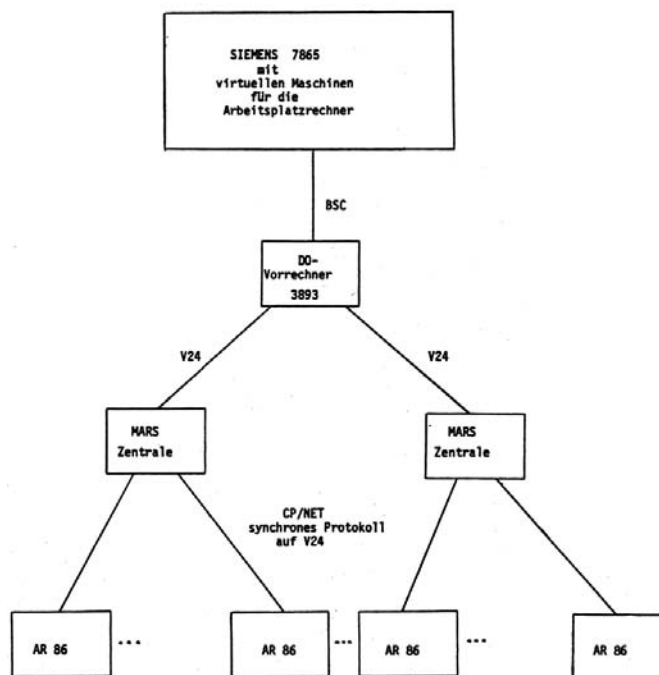 SIEMENS 7865
mit
virtuellen Maschinen
für die
Arbeitsplatzrechner
BSC
DO-
Vorrechner
3893
V24
V24
MARS
Zentrale
MARS
Zentrale
CP/NET
synchrones Protokoll
auf V24
AR 86 ...
AR 86 ...
AR 86 ...
AR 86